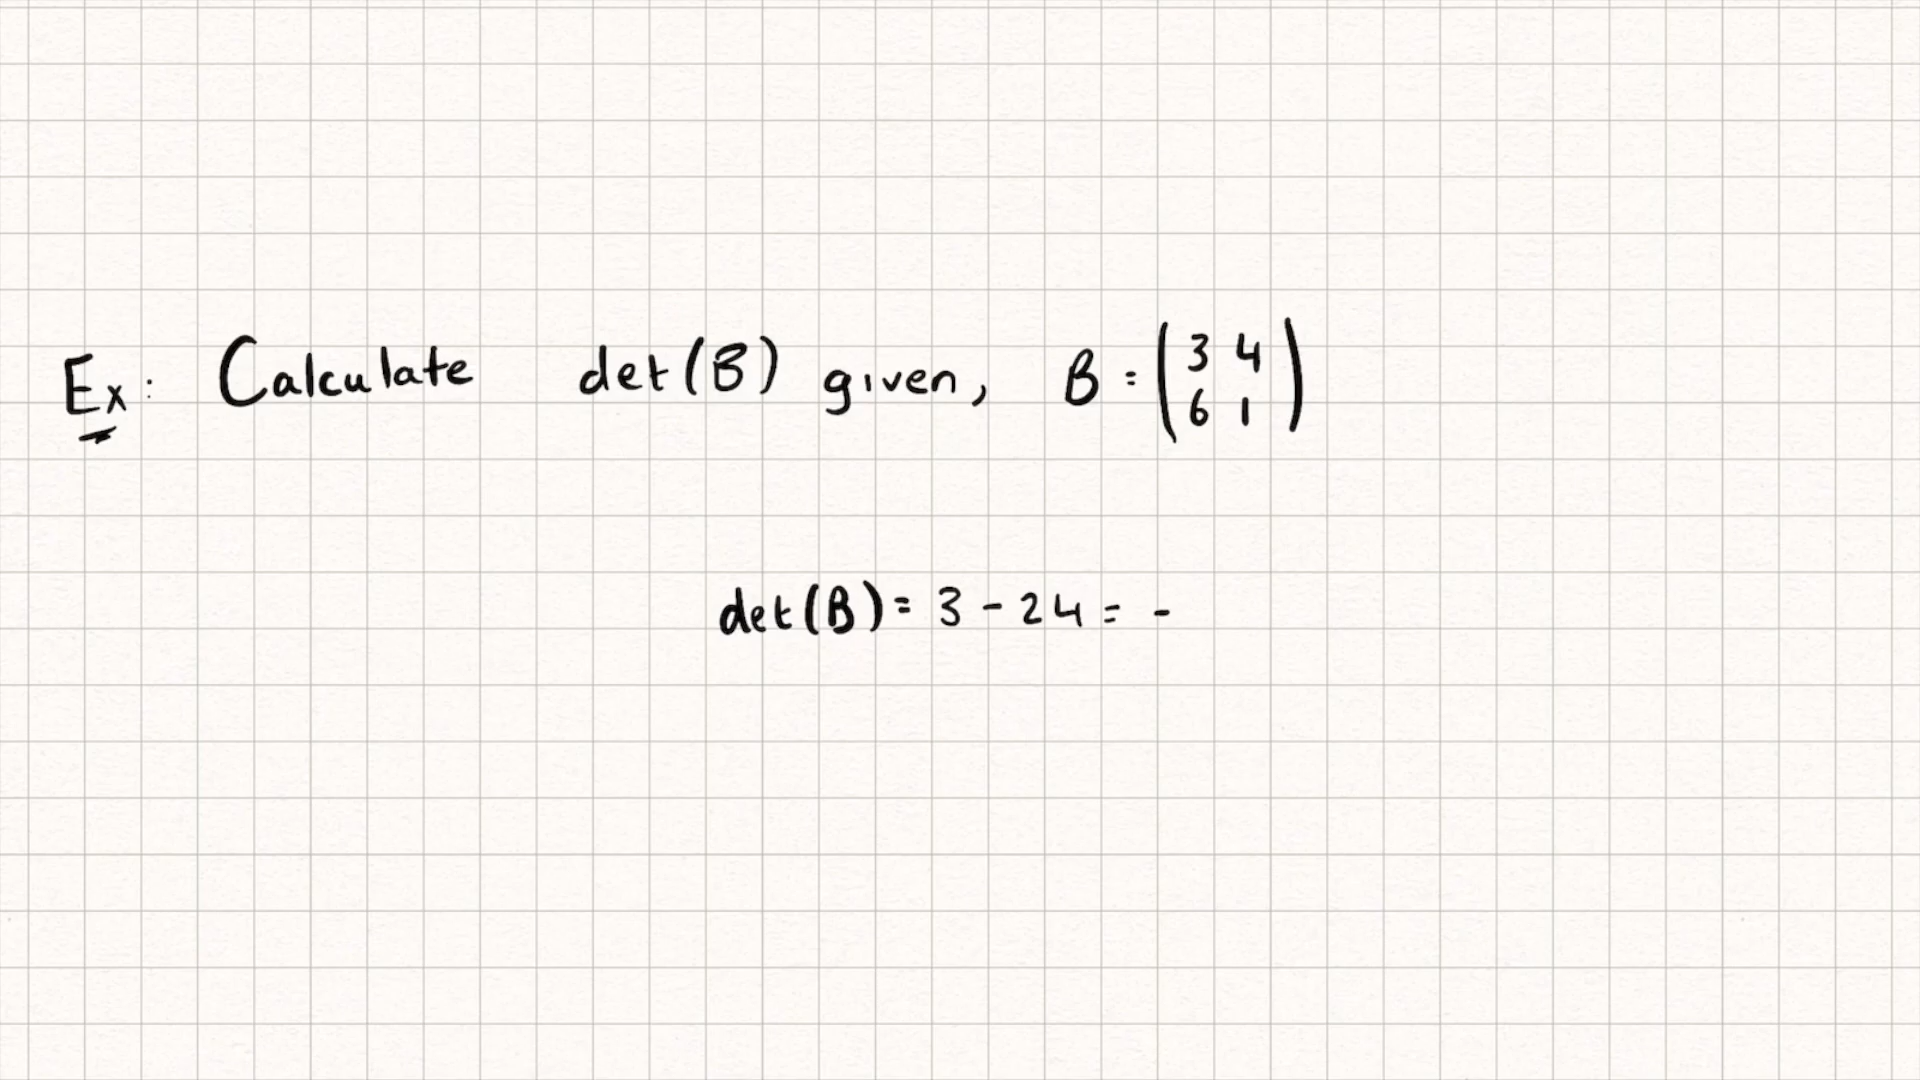 Ex: Calculate det(B) given, B = (3 4
6 1)
det(B) = 3 - 24 = -